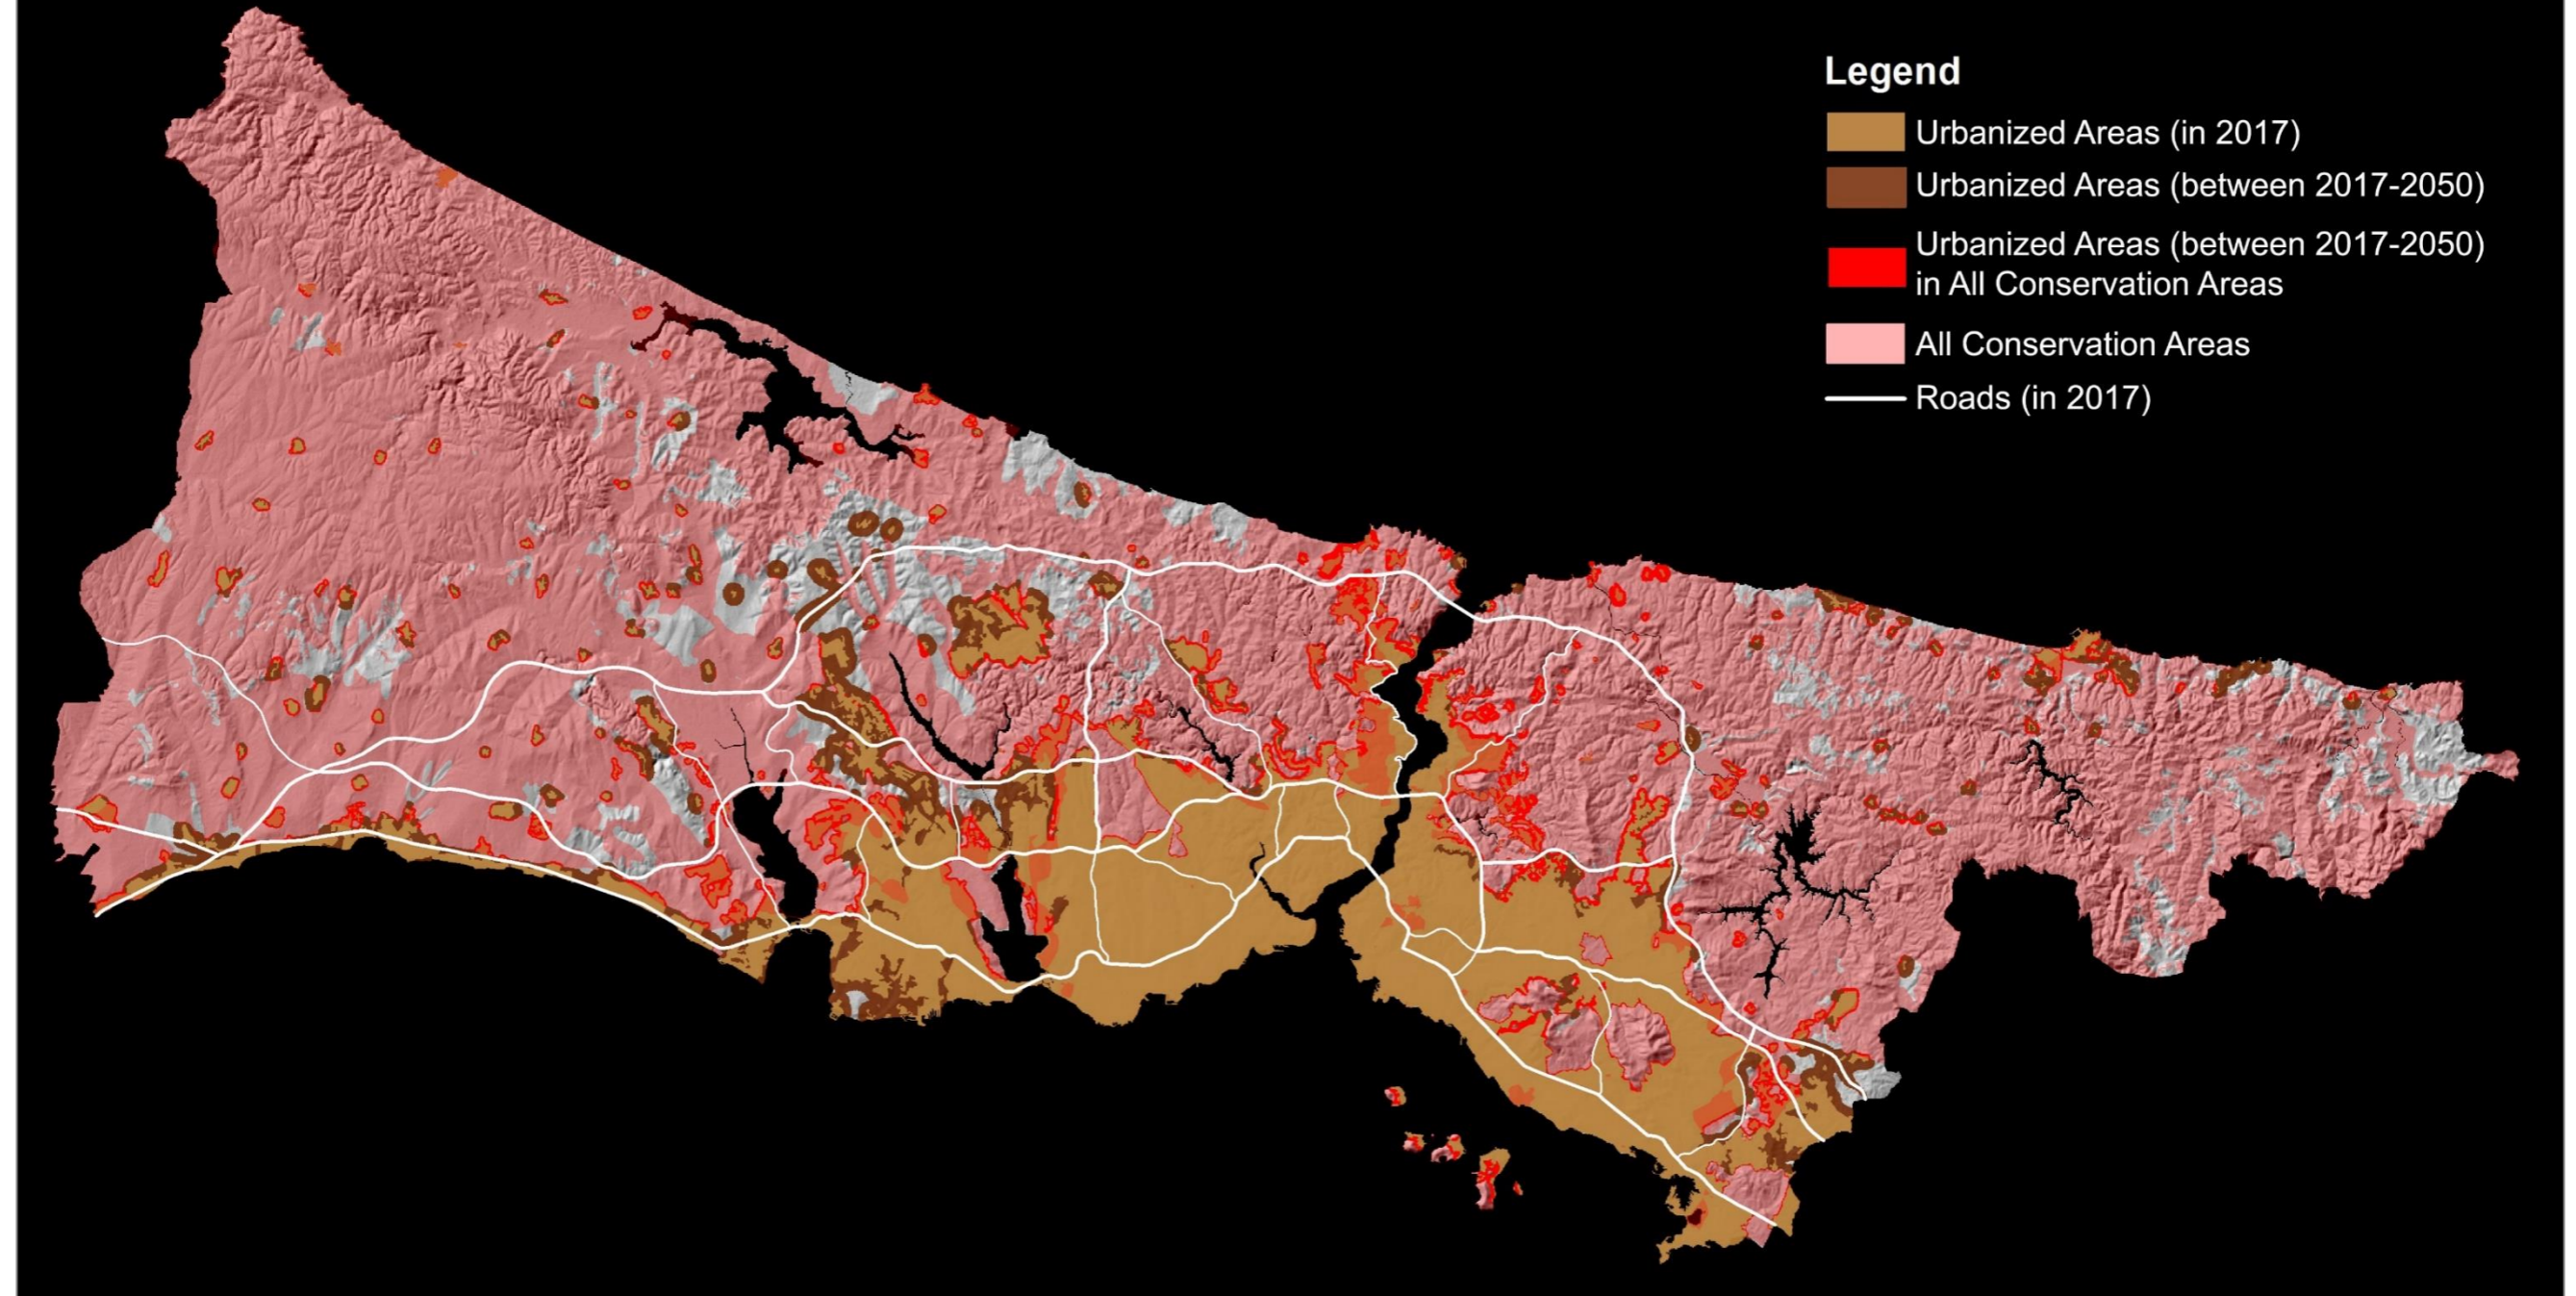 Legend
Urbanized Areas (in 2017)
Urbanized Areas (between 2017-2050)
Urbanized Areas (between 2017-2050)
in All Conservation Areas
All Conservation Areas
Roads (in 2017)